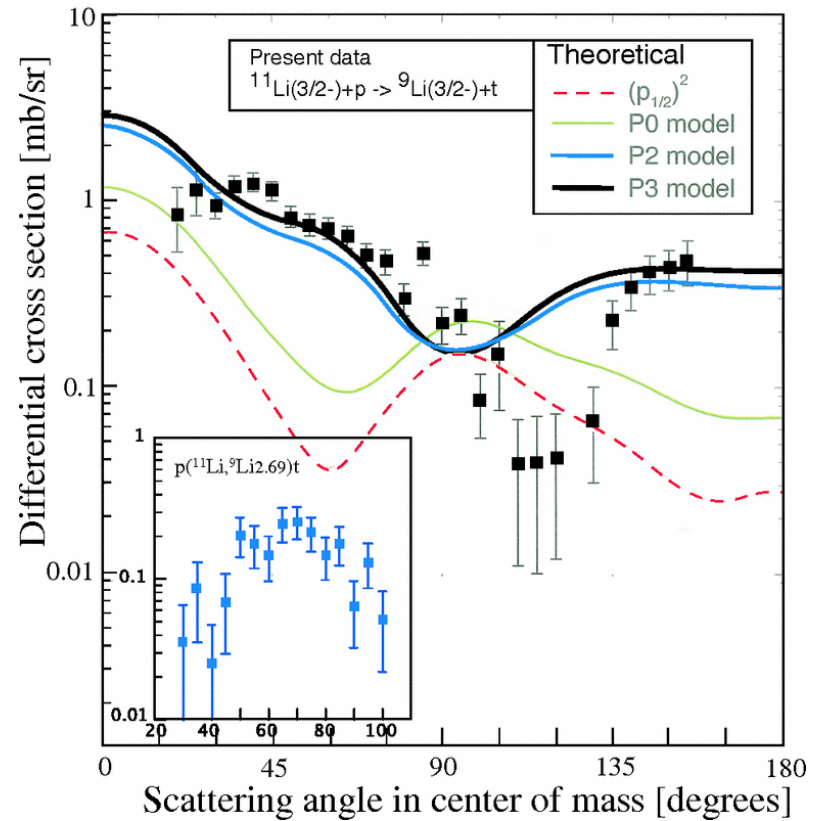 10
1
0.1
0.01
Differential cross section [mb/sr]
Present data
¹¹Li(3/2-)+p -> ⁹Li(3/2-)+t
Theoretical
(p₁/₂)²
P0 model
P2 model
P3 model
1
0.1
0.01
p(¹¹Li,⁹Li2.69)t
20 40 60 80 100
0 45 90 135 180
Scattering angle in center of mass [degrees]